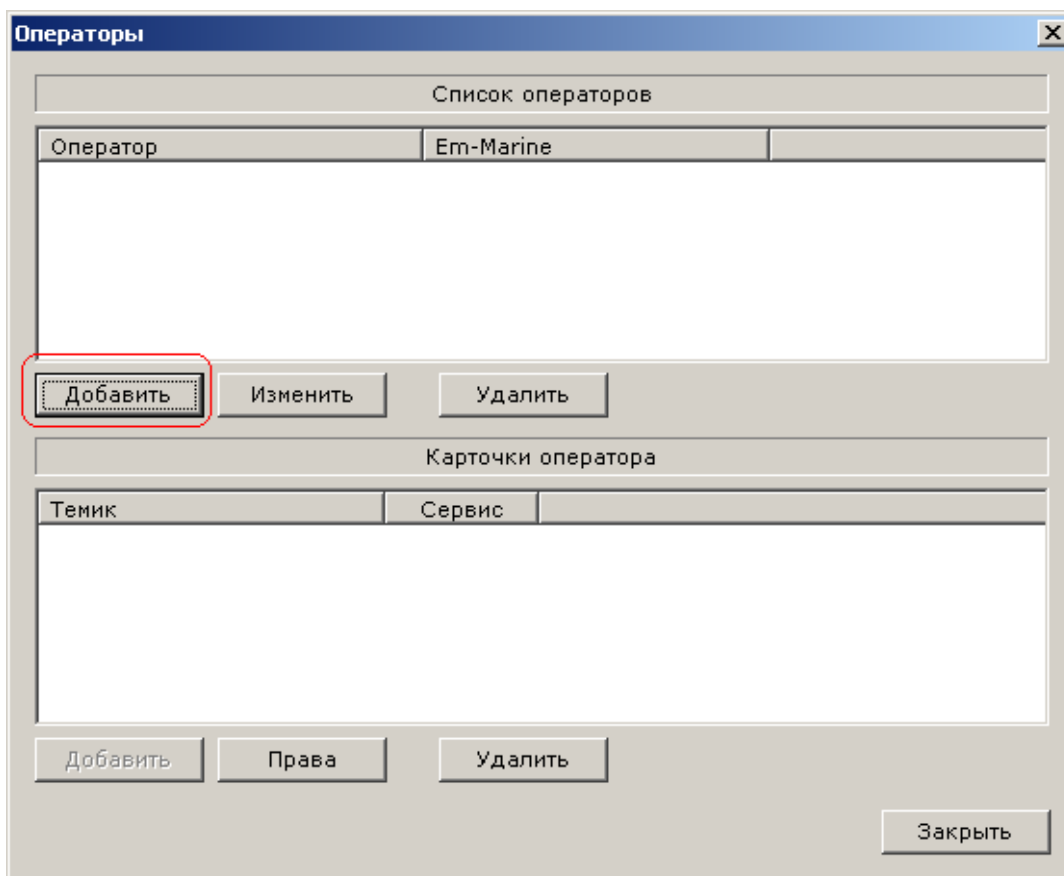 Операторы
Список операторов
Оператор Em-Marine
Добавить Изменить Удалить
Карточки оператора
Темик Сервис
Добавить Права Удалить
Закрыть